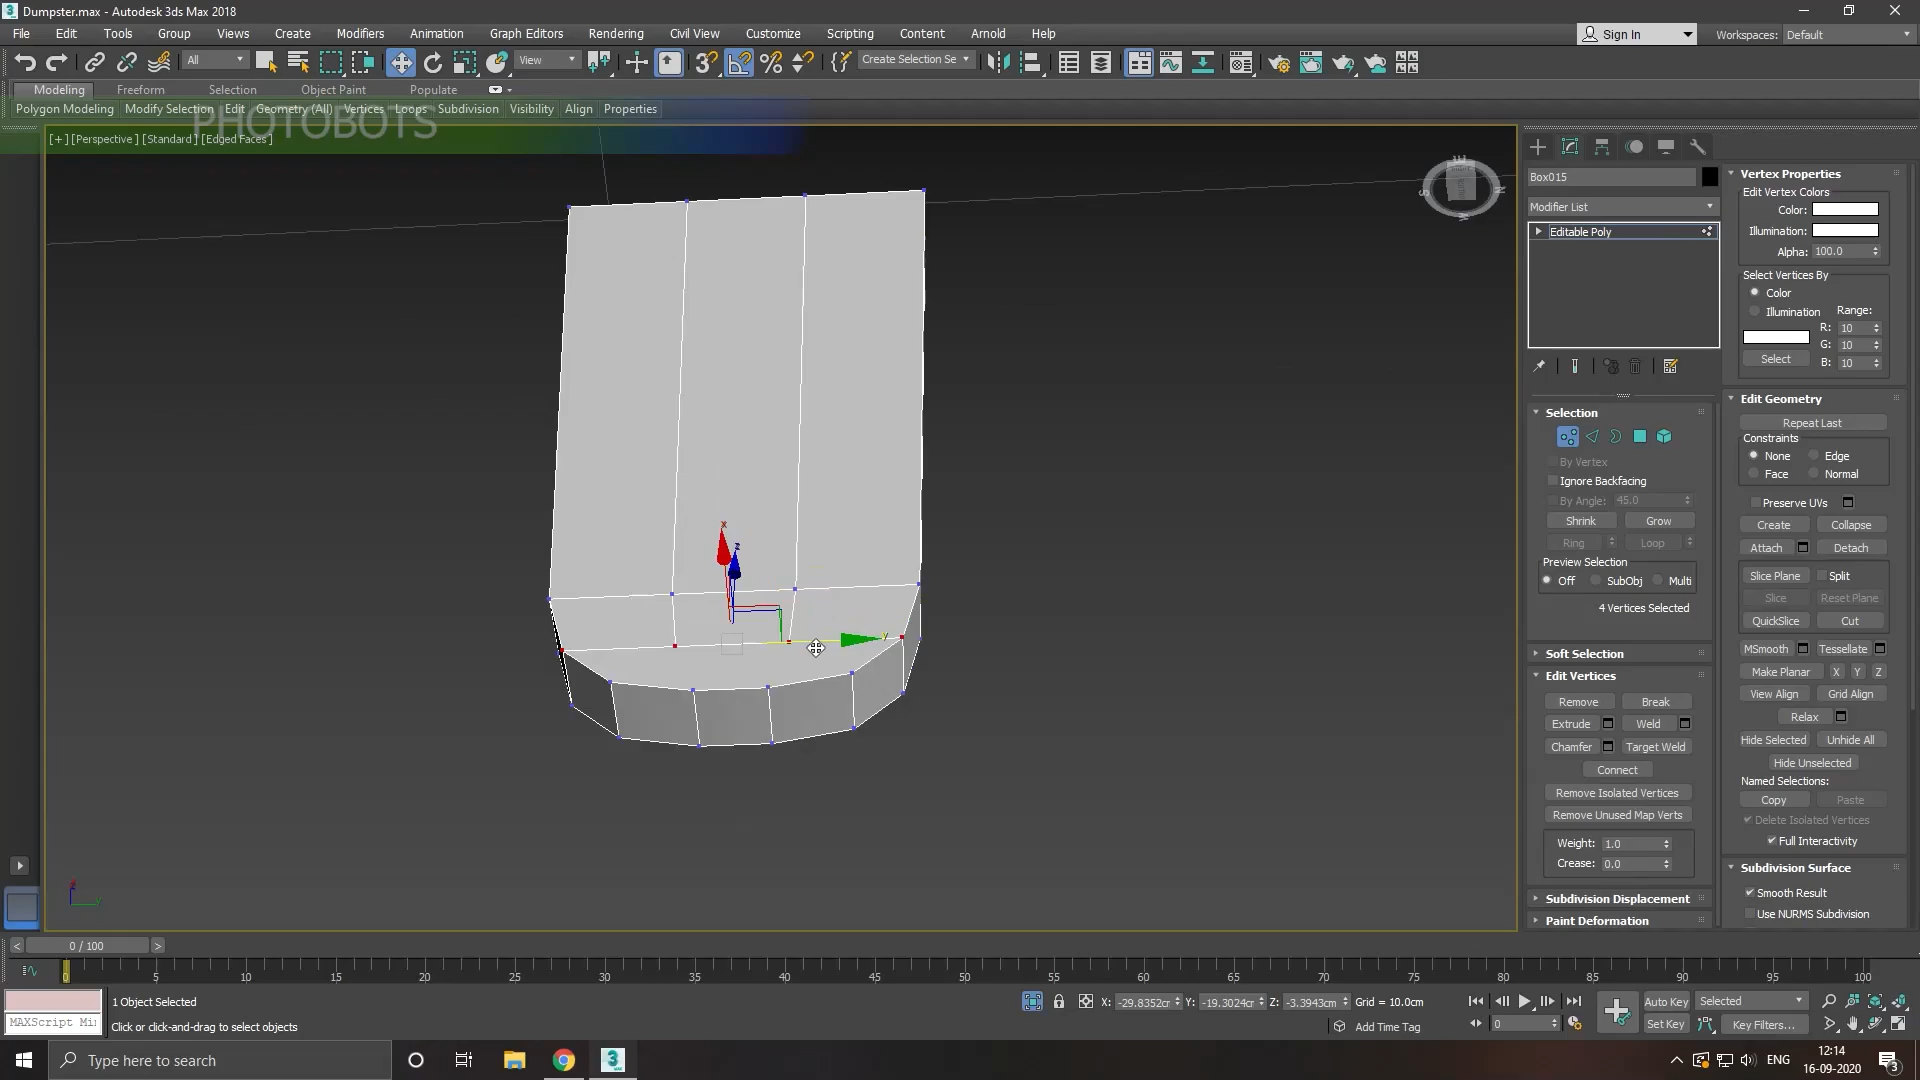 Dumpster.max - Autodesk 3ds Max 2018
File Edit Tools Group Views Create Modifiers Animation Graph Editors Rendering Civil View Customize Scripting Content Arnold Help
Sign In Workspaces: Default
All View Create Selection Se
Modeling Freeform Selection Object Paint Populate
Polygon Modeling Modify Selection Edit Geometry (All) Vertices Loops Subdivision Visibility Align Properties
PHOTOBOTS
[+] [Perspective] [Standard] [Edged Faces]
x
z
y
Box015
Modifier List
Editable Poly
Selection
By Vertex
Ignore Backfacing
By Angle: 45.0
Shrink Grow
Ring Loop
Preview Selection
Off SubObj Multi
4 Vertices Selected
Soft Selection
Edit Vertices
Remove Break
Extrude Weld
Chamfer Target Weld
Connect
Remove Isolated Vertices
Remove Unused Map Verts
Weight: 1.0
Crease: 0.0
Subdivision Displacement
Paint Deformation
Vertex Properties
Edit Vertex Colors
Color:
Illumination:
Alpha: 100.0
Select Vertices By
Color
Illumination Range:
R: 10
G: 10
Select B: 10
Edit Geometry
Repeat Last
Constraints
None Edge
Face Normal
Preserve UVs
Create Collapse
Attach Detach
Slice Plane Split
Slice Reset Plane
QuickSlice Cut
MSmooth Tessellate
Make Planar X Y Z
View Align Grid Align
Relax
Hide Selected Unhide All
Hide Unselected
Named Selections:
Copy Paste
Delete Isolated Vertices
Full Interactivity
Subdivision Surface
Smooth Result
Use NURMS Subdivision
< 0 / 100 >
0 5 10 15 20 25 30 35 40 45 50 55 60 65 70 75 80 85 90 95 100
1 Object Selected
MAXScript Mi
Click or click-and-drag to select objects
X: -29.8352cr Y: -19.3024cr Z: -3.3943cm Grid = 10.0cm
Add Time Tag
0
Auto Key Selected
Set Key Key Filters...
Type here to search
ENG
12:14
16-09-2020
3